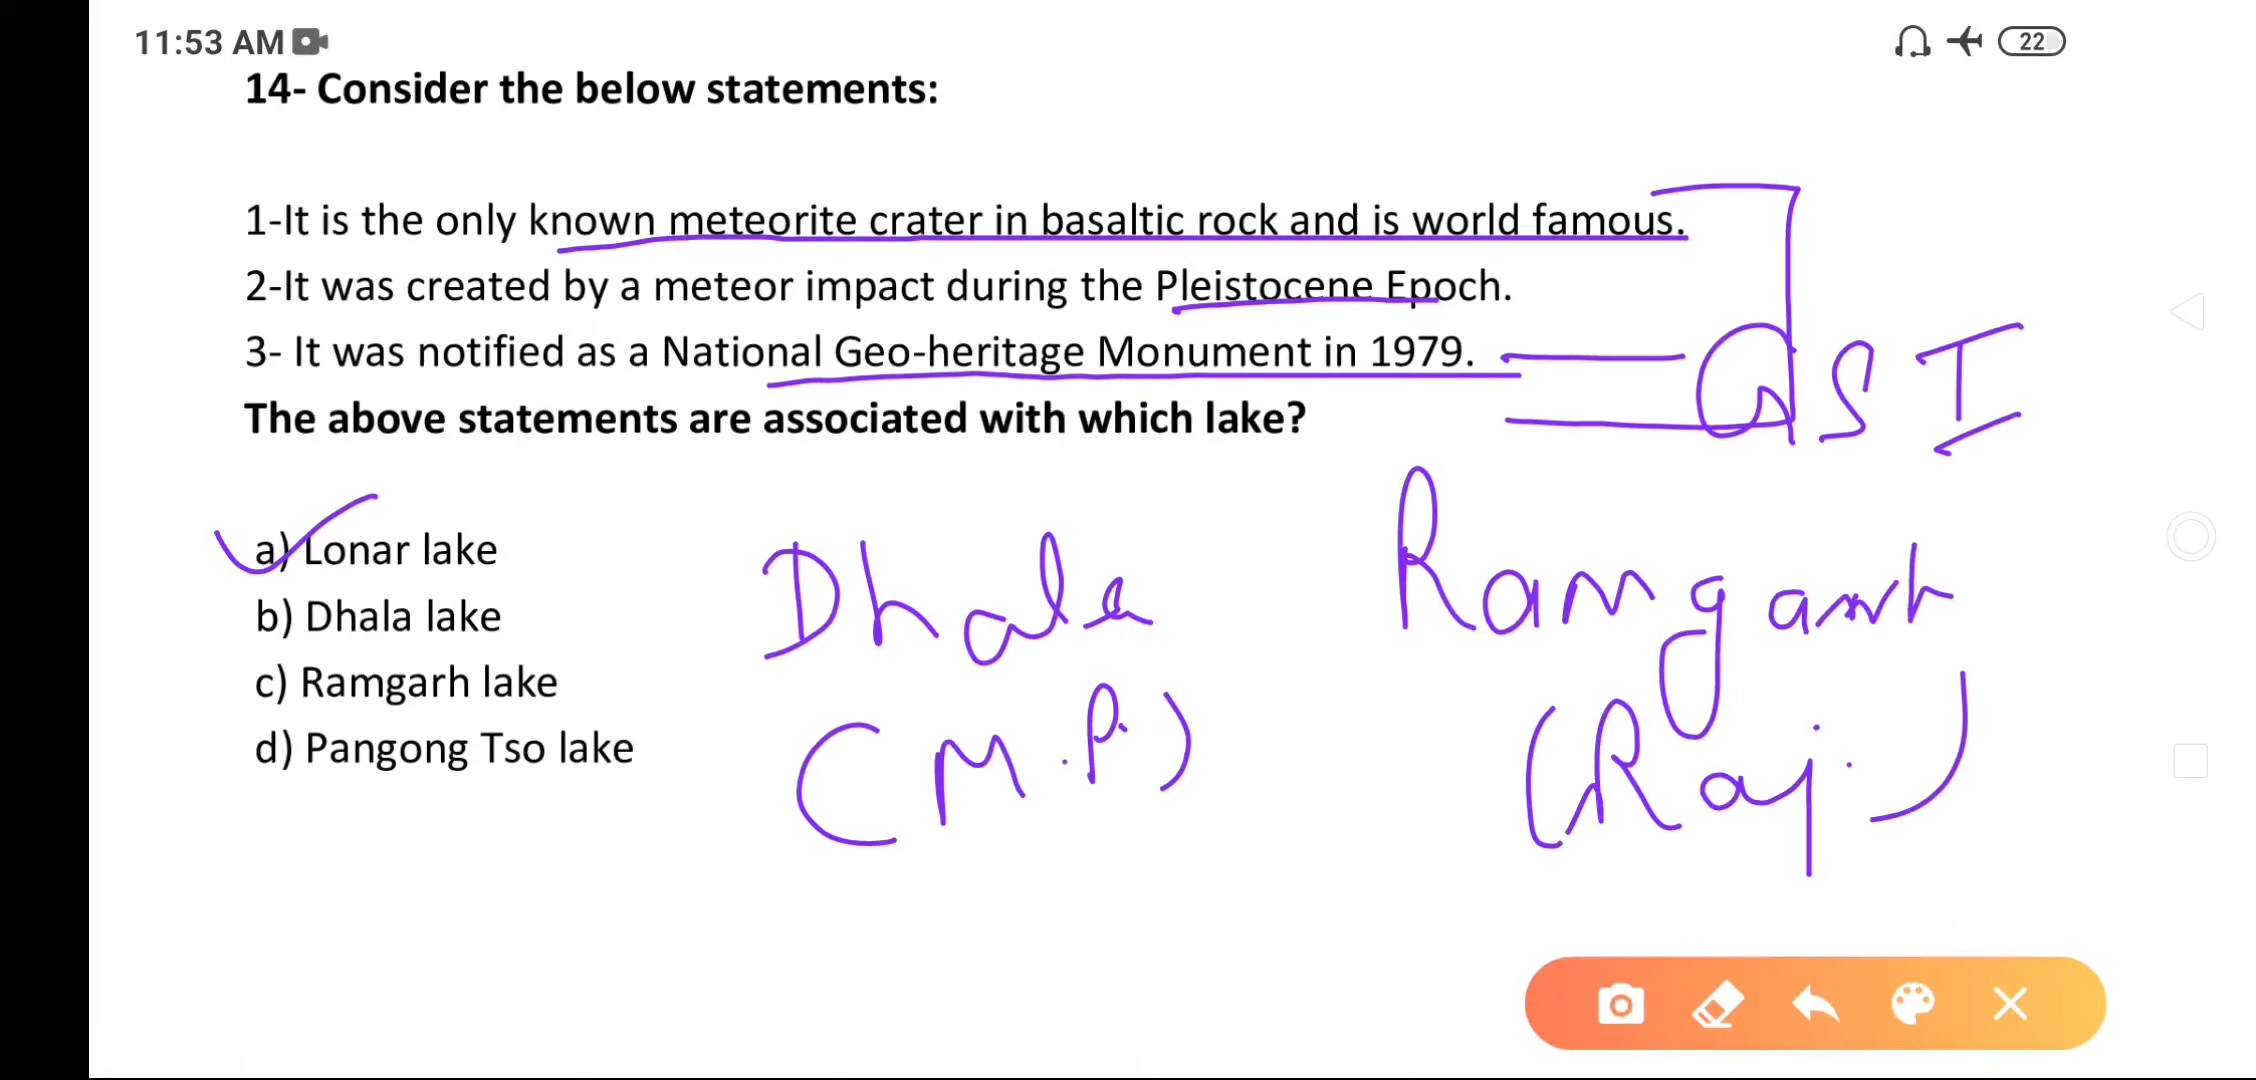 11:53 AM
22
14- Consider the below statements:
1-It is the only known meteorite crater in basaltic rock and is world famous.
2-It was created by a meteor impact during the Pleistocene Epoch.
3- It was notified as a National Geo-heritage Monument in 1979.
GSI
The above statements are associated with which lake?
a) Lonar lake
b) Dhala lake
c) Ramgarh lake
d) Pangong Tso lake
Dhala
(M.P.)
Ramgarh
(Raj.)